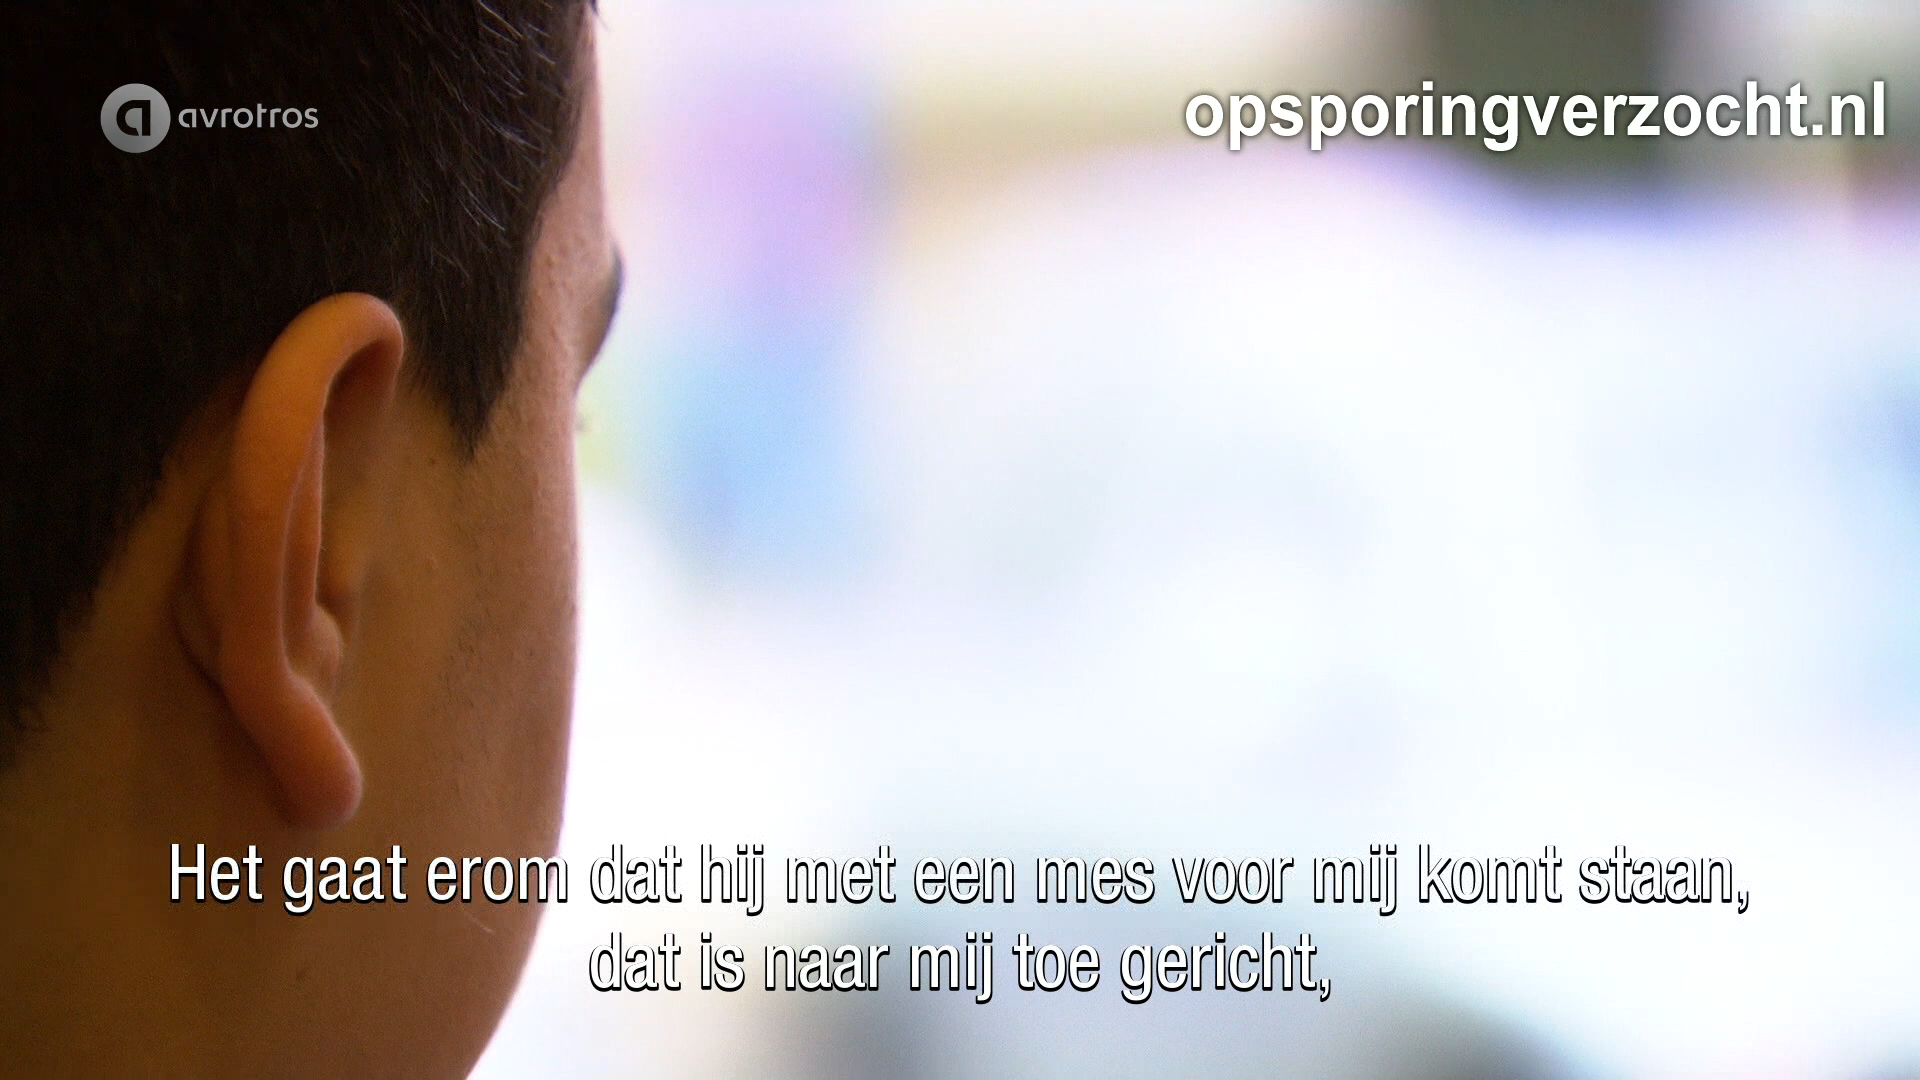 avrotros
opsporingverzocht.nl
Het gaat erom dat hij met een mes voor mij komt staan,
dat is naar mij toe gericht,